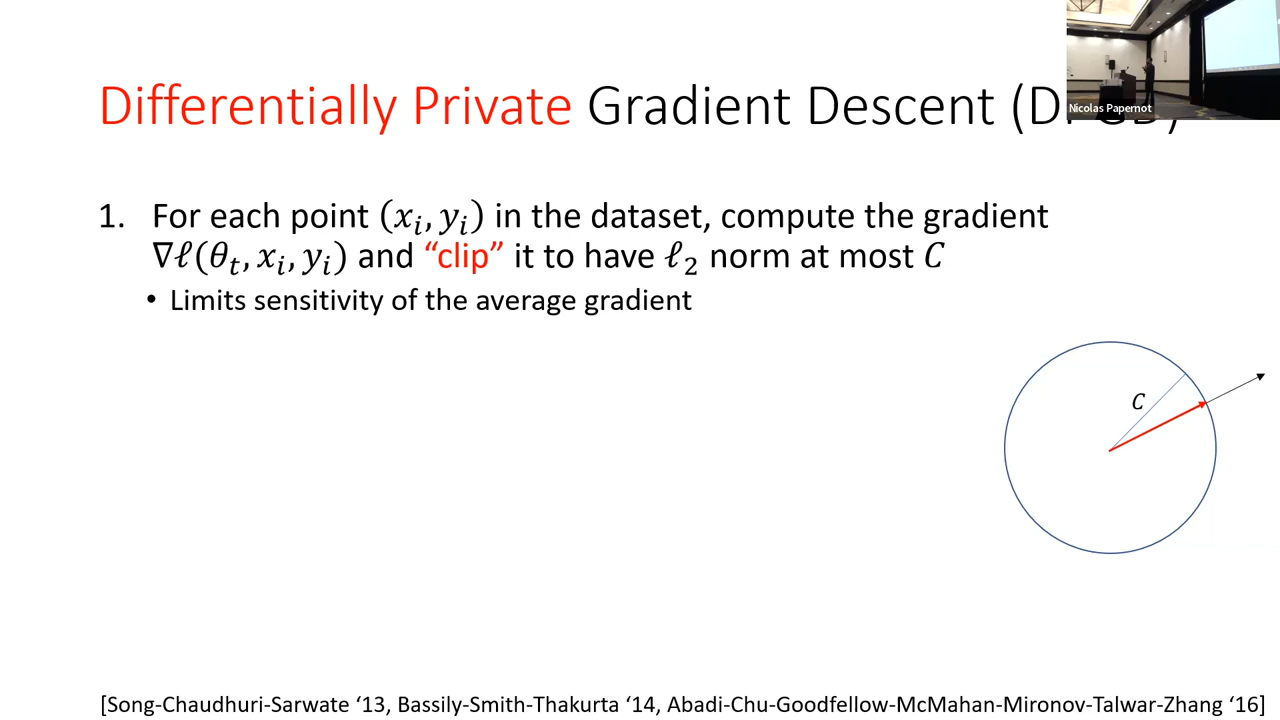 Differentially Private Gradient Descent (D
Nicolas Papernot
1. For each point (xᵢ, yᵢ) in the dataset, compute the gradient
∇ℓ(θₜ, xᵢ, yᵢ) and “clip” it to have ℓ₂ norm at most C
• Limits sensitivity of the average gradient
C
[Song-Chaudhuri-Sarwate ‘13, Bassily-Smith-Thakurta ‘14, Abadi-Chu-Goodfellow-McMahan-Mironov-Talwar-Zhang ‘16]